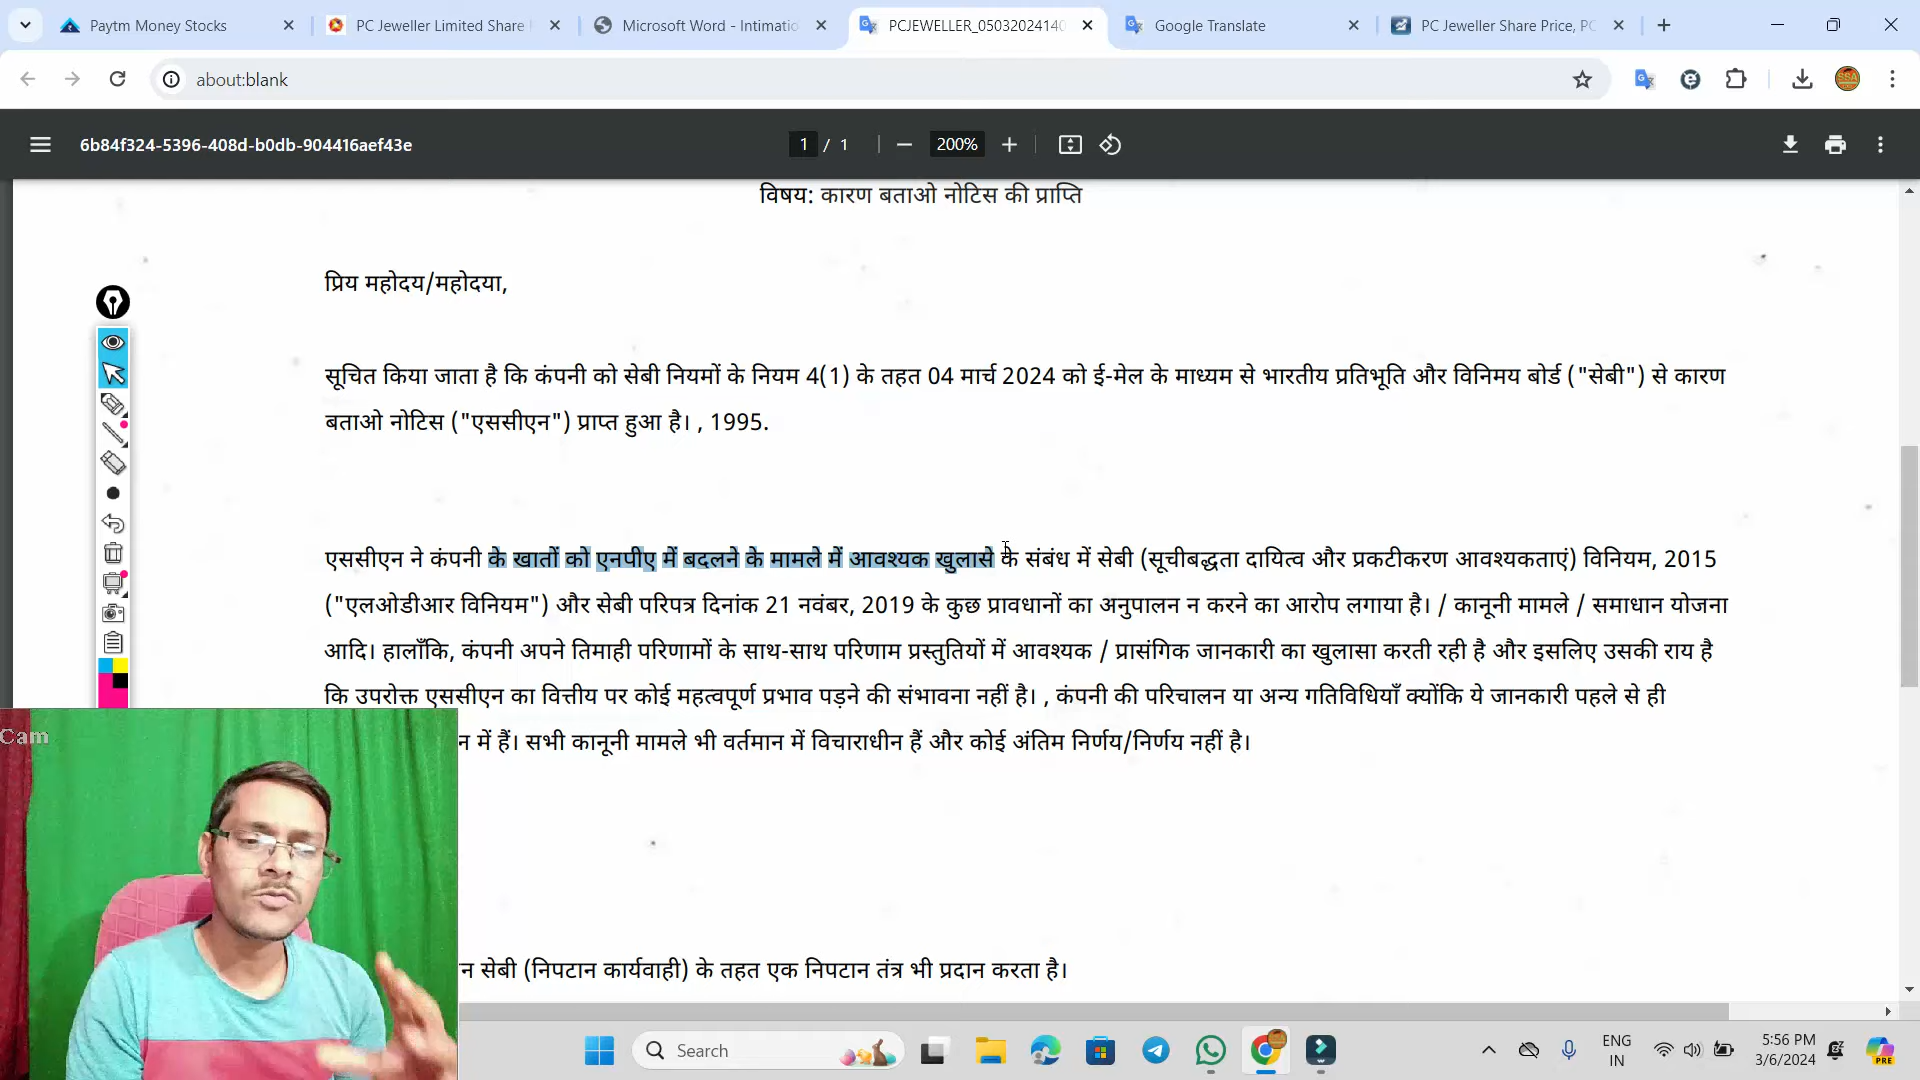 Paytm Money Stocks
PC Jeweller Limited Share
Microsoft Word - Intimatio
PCJEWELLER_05032024140
Google Translate
PC Jeweller Share Price, PC
about:blank
6b84f324-5396-408d-b0db-904416aef43e
1 / 1
200%
विषय: कारण बताओ नोटिस की प्राप्ति
प्रिय महोदय/महोदया,
सूचित किया जाता है कि कंपनी को सेबी नियमों के नियम 4(1) के तहत 04 मार्च 2024 को ई-मेल के माध्यम से भारतीय प्रतिभूति और विनिमय बोर्ड ("सेबी") से कारण
बताओ नोटिस ("एससीएन") प्राप्त हुआ है। , 1995.
एससीएन ने कंपनी के खातों को एनपीए में बदलने के मामले में आवश्यक खुलासे के संबंध में सेबी (सूचीबद्धता दायित्व और प्रकटीकरण आवश्यकताएं) विनियम, 2015
("एलओडीआर विनियम") और सेबी परिपत्र दिनांक 21 नवंबर, 2019 के कुछ प्रावधानों का अनुपालन न करने का आरोप लगाया है। / कानूनी मामले / समाधान योजना
आदि। हालाँकि, कंपनी अपने तिमाही परिणामों के साथ-साथ परिणाम प्रस्तुतियों में आवश्यक / प्रासंगिक जानकारी का खुलासा करती रही है और इसलिए उसकी राय है
कि उपरोक्त एससीएन का वित्तीय पर कोई महत्वपूर्ण प्रभाव पड़ने की संभावना नहीं है। , कंपनी की परिचालन या अन्य गतिविधियाँ क्योंकि ये जानकारी पहले से ही
न में हैं। सभी कानूनी मामले भी वर्तमान में विचाराधीन हैं और कोई अंतिम निर्णय/निर्णय नहीं है।
Cam
न सेबी (निपटान कार्यवाही) के तहत एक निपटान तंत्र भी प्रदान करता है।
Search
ENG
IN
5:56 PM
3/6/2024
PRE